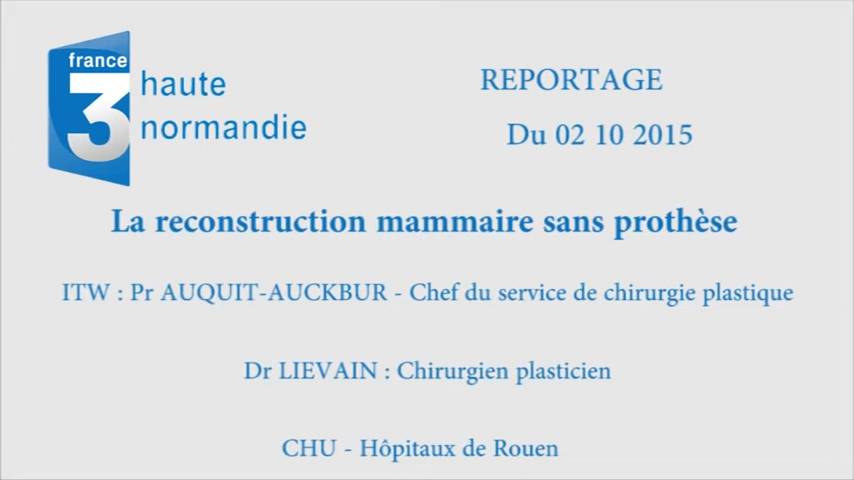 france
3
haute
normandie
REPORTAGE
Du 02 10 2015
La reconstruction mammaire sans prothèse
ITW : Pr AUQUIT-AUCKBUR - Chef du service de chirurgie plastique
Dr LIEVAIN : Chirurgien plasticien
CHU - Hôpitaux de Rouen